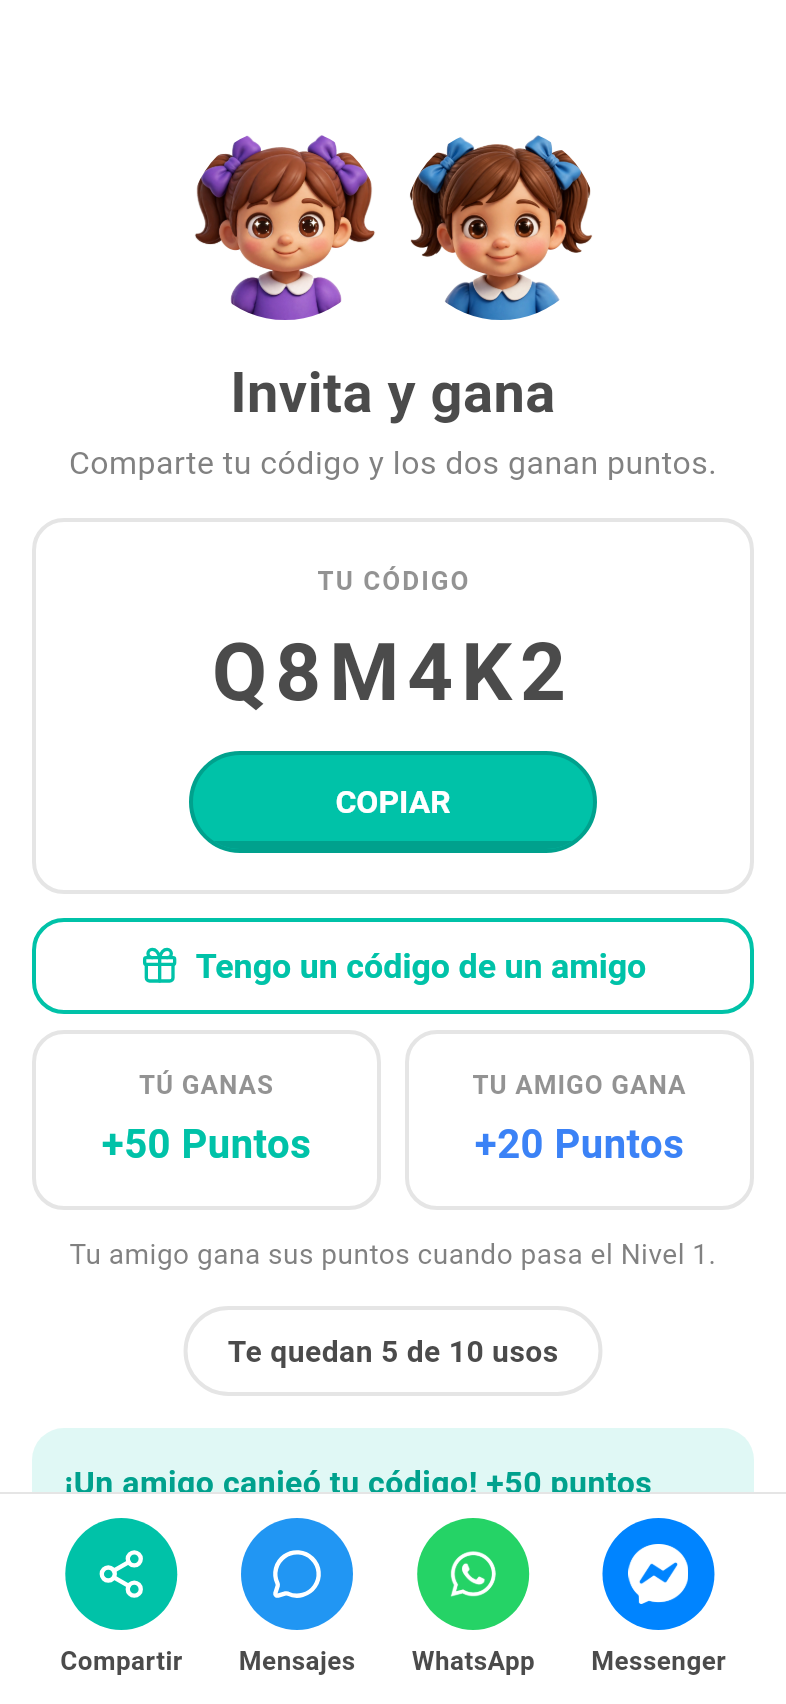 Invita y gana
Comparte tu código y los dos ganan puntos.
TU CÓDIGO
Q8M4K2
COPIAR
Tengo un código de un amigo
TÚ GANAS
+50 Puntos
TU AMIGO GANA
+20 Puntos
Tu amigo gana sus puntos cuando pasa el Nivel 1.
Te quedan 5 de 10 usos
¡Un amigo canjeó tu código! +50 puntos
Compartir
Mensajes
WhatsApp
Messenger